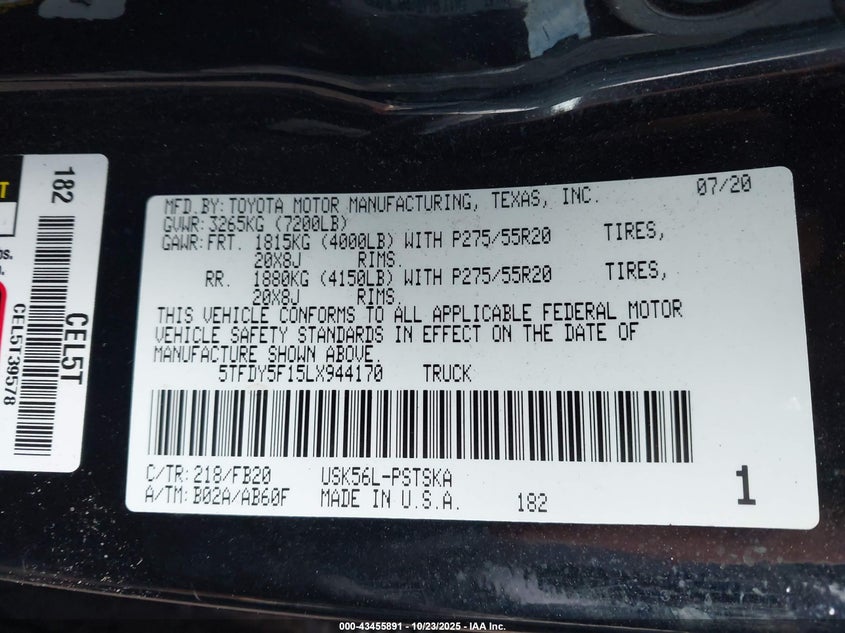 MFD.BY: TOYOTA MOTOR MANUFACTURING, TEXAS, INC. 07/20
GVWR: 3265KG (7200LB)
GAWR: FRT. 1815KG (4000LB) WITH P275/55R20 TIRES,
20X8J RIMS.
RR. 1880KG (4150LB) WITH P275/55R20 TIRES,
20X8J RIMS.
THIS VEHICLE CONFORMS TO ALL APPLICABLE FEDERAL MOTOR
VEHICLE SAFETY STANDARDS IN EFFECT ON THE DATE OF
MANUFACTURE SHOWN ABOVE.
5TFDY5F15LX944170 TRUCK
C/TR: 218/FB20 USK56L-PSTSKA
A/TM: B02A/AB60F MADE IN U.S.A. 182 1
182
CEL5T
CEL5T39578
000-43455891 - 10/23/2025 - IAA Inc.